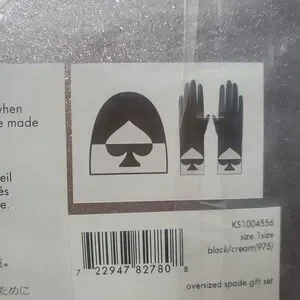 when
e made
eil
és
e.
ために
KS1004556
size 1size
black/cream(975)
7 22947 82780 8
oversized spade gift set